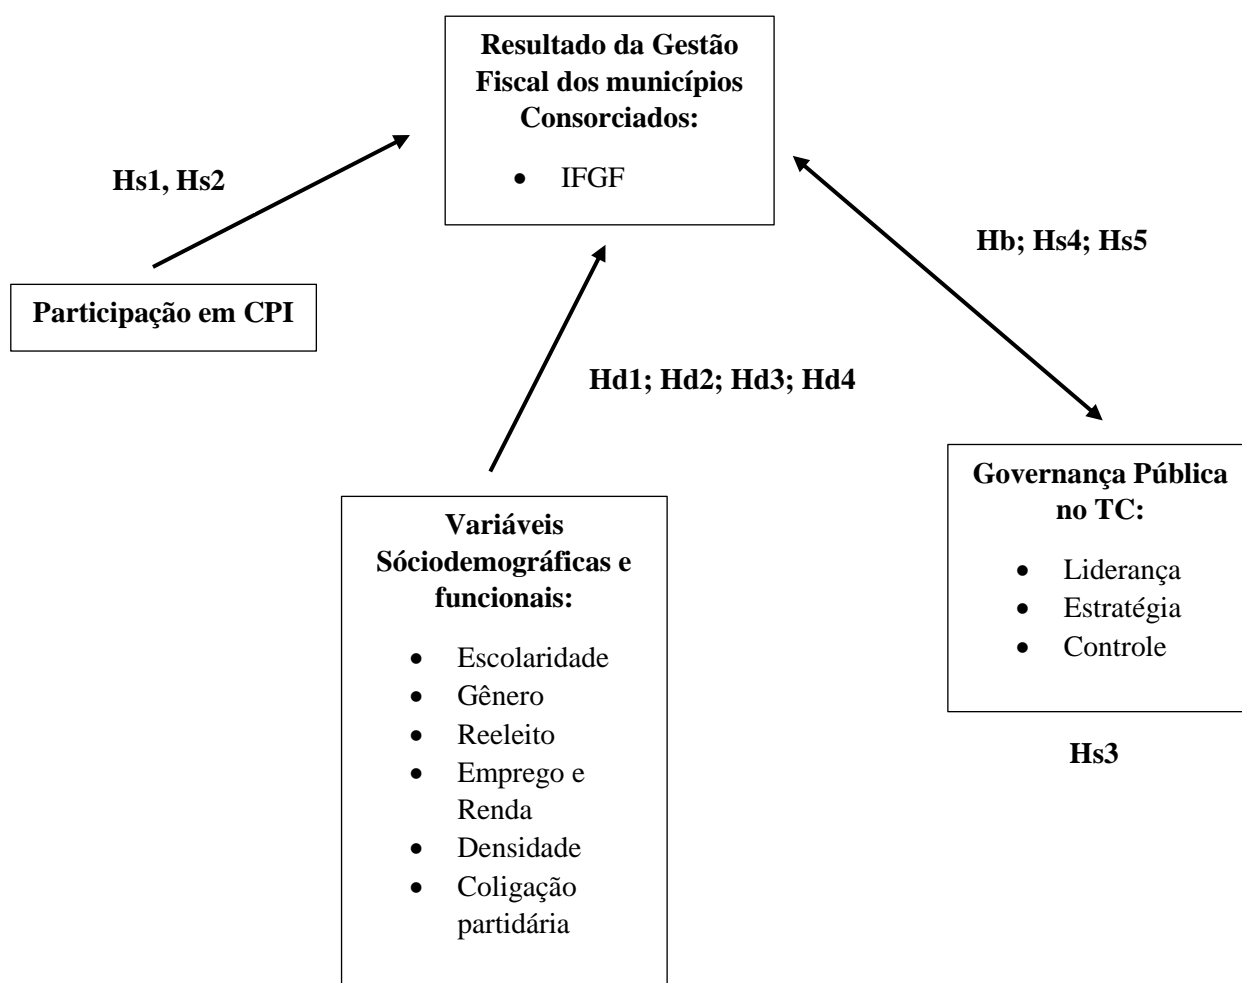 Resultado da Gestão
Fiscal dos municípios
Consorciados:
• IFGF
Hs1, Hs2
Participação em CPI
Hb; Hs4; Hs5
Hd1; Hd2; Hd3; Hd4
Variáveis
Sóciodemográficas e
funcionais:
• Escolaridade
• Gênero
• Reeleito
• Emprego e
Renda
• Densidade
• Coligação
partidária
Governança Pública
no TC:
• Liderança
• Estratégia
• Controle
Hs3